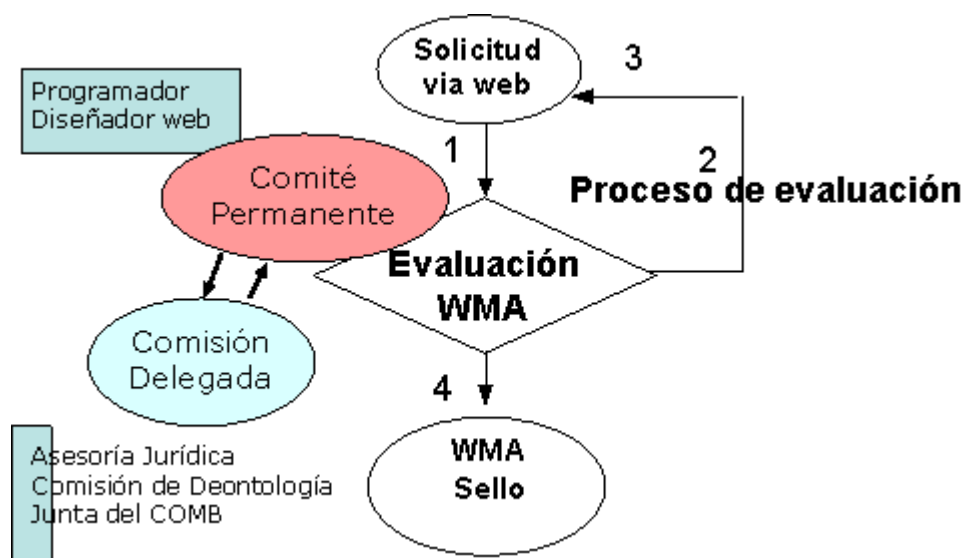 Solicitud
via web
3
Programador
Diseñador web
1
2
Comité
Permanente
Proceso de evaluación
Evaluación
WMA
Comisión
Delegada
4
WMA
Sello
Asesoría Jurídica
Comisión de Deontología
Junta del COMB